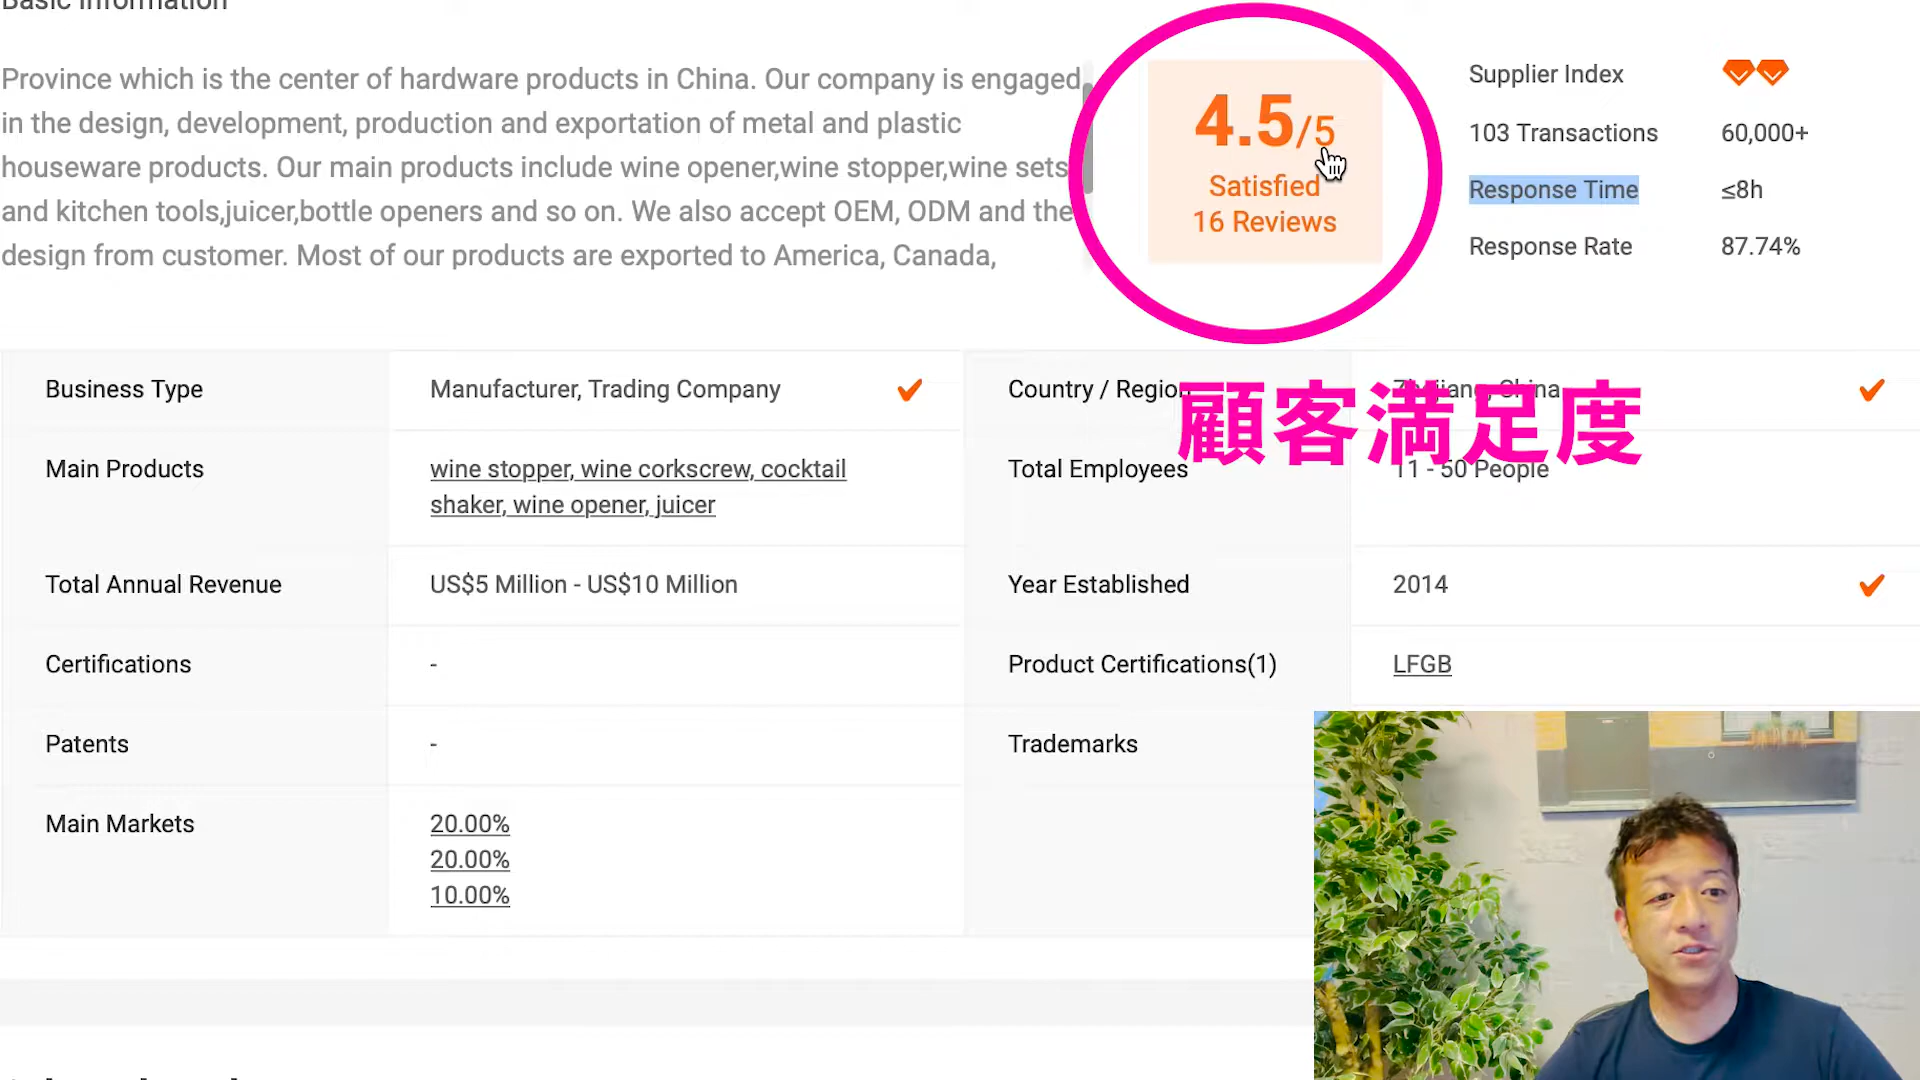 Basic Information
Province which is the center of hardware products in China. Our company is engaged
in the design, development, production and exportation of metal and plastic
houseware products. Our main products include wine opener,wine stopper,wine sets
and kitchen tools,juicer,bottle openers and so on. We also accept OEM, ODM and the
design from customer. Most of our products are exported to America, Canada,
4.5/5
Satisfied
16 Reviews
Supplier Index
103 Transactions 60,000+
Response Time ≤8h
Response Rate 87.74%
顧客満足度
Business Type Manufacturer, Trading Company
Country / Region Zhejiang, China
Main Products wine stopper, wine corkscrew, cocktail
shaker, wine opener, juicer
Total Employees 11 - 50 People
Total Annual Revenue US$5 Million - US$10 Million
Year Established 2014
Certifications -
Product Certifications(1) LFGB
Patents -
Trademarks
Main Markets 20.00%
20.00%
10.00%